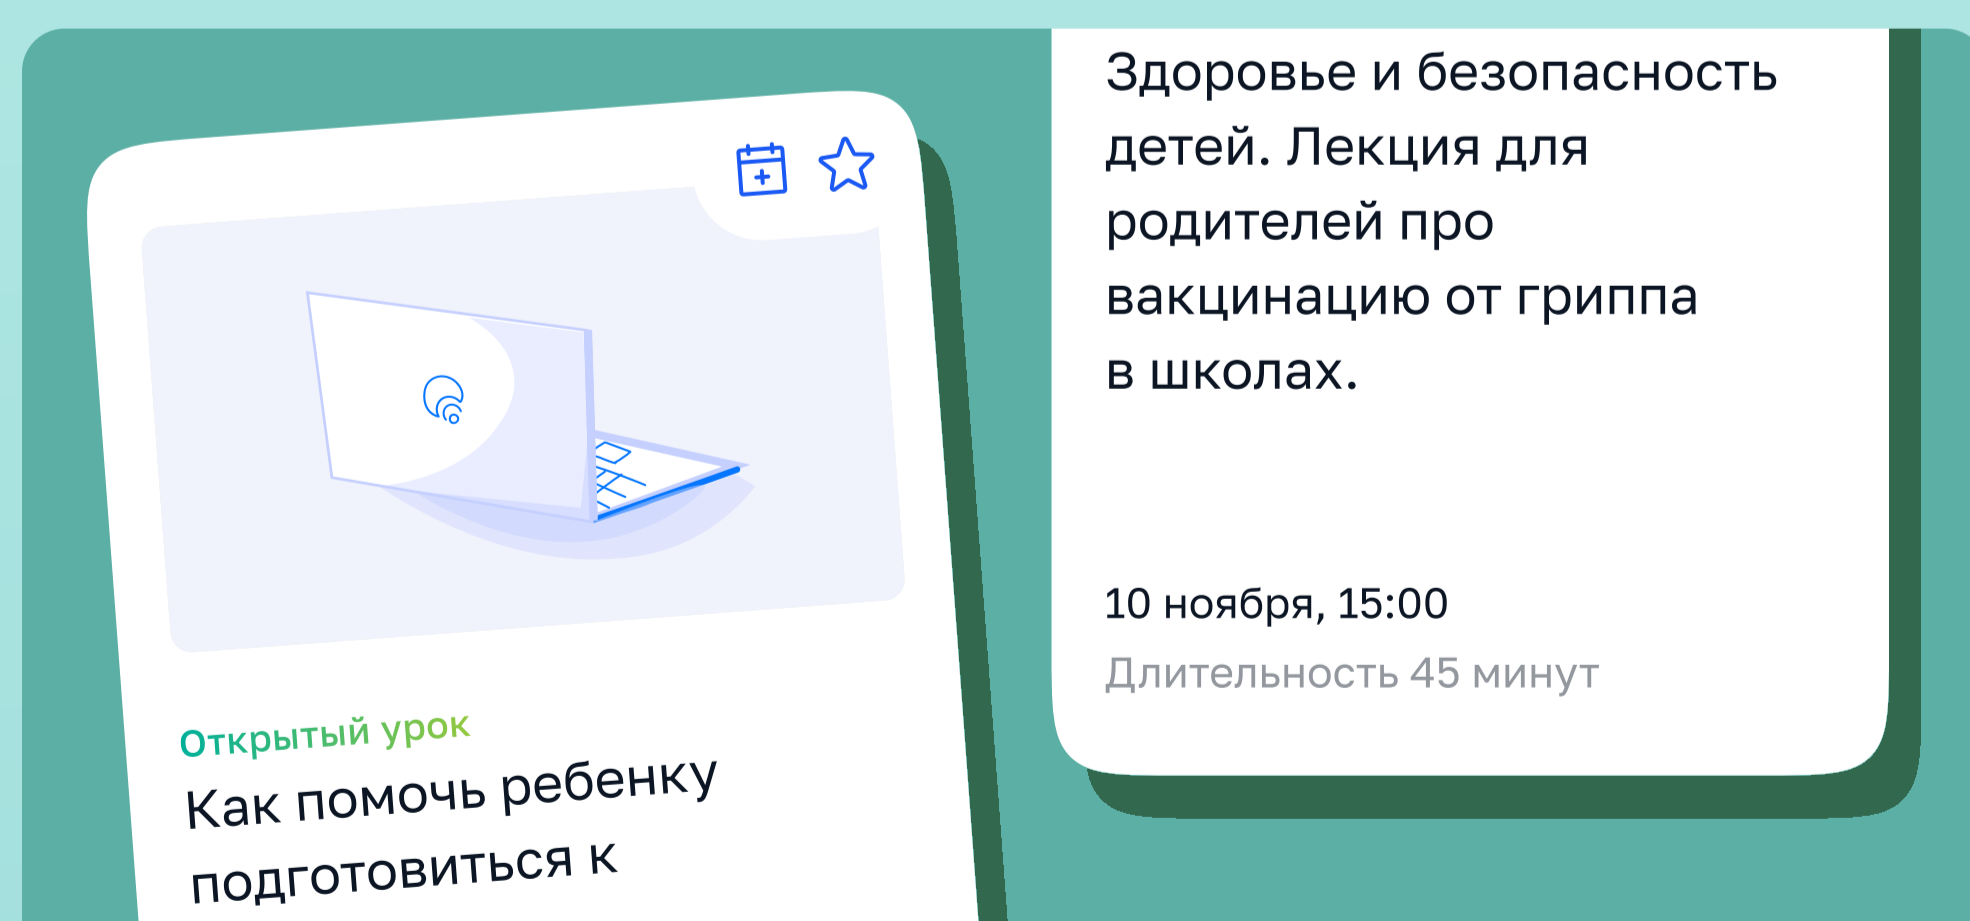 Открытый урок
Как помочь ребенку
подготовиться к
Здоровье и безопасность
детей. Лекция для
родителей про
вакцинацию от гриппа
в школах.
10 ноября, 15:00
Длительность 45 минут